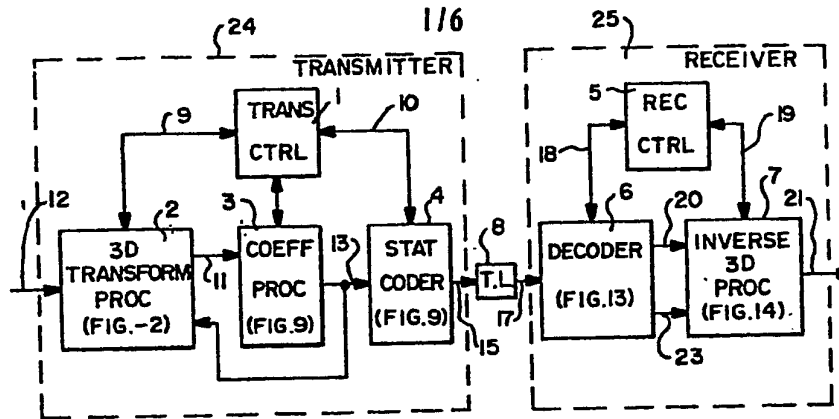 1/6
24
TRANSMITTER
25
RECEIVER
9
TRANS
CTRL
1
10
5
REC
CTRL
18
19
12
2
3D
TRANSFORM
PROC
(FIG.-2)
11
3
COEFF
PROC
(FIG.9)
13
4
STAT
CODER
(FIG.9)
15
8
T.L.
17
6
DECODER
(FIG.13)
20
23
7
INVERSE
3D
PROC
(FIG.14)
21